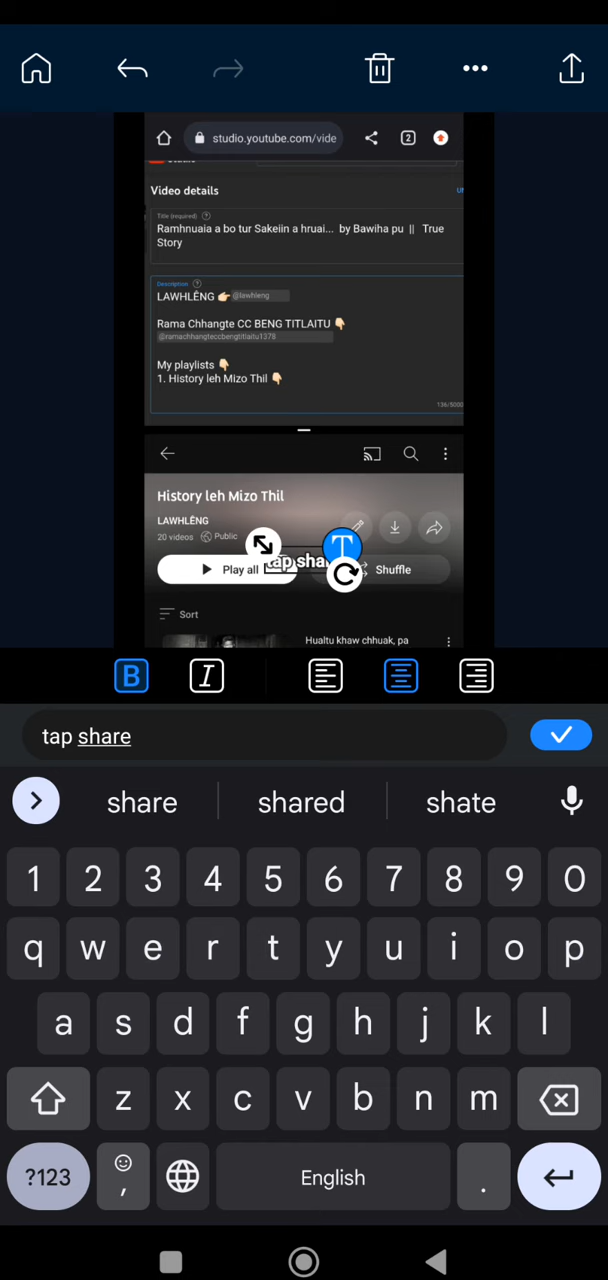 studio.youtube.com/vide
2
Video details
UN
Title (required)
Ramhnuaia a bo tur Sakeiin a hruai... by Bawiha pu || True
Story
Description
LAWHLÊNG 👉🏻 @lawhleng
Rama Chhangte CC BENG TITLAITU 👇🏻
@ramachhangteccbengtitlaitu1378
My playlists 👇🏻
1. History leh Mizo Thil 👇🏻
136/5000
History leh Mizo Thil
LAWHLÊNG
20 videos Public
Play all
tap sha
Shuffle
Sort
Hualtu khaw chhuak, pa
T
B I
tap share
share shared shate
1 2 3 4 5 6 7 8 9 0
q w e r t y u i o p
a s d f g h j k l
z x c v b n m
?123 , English .